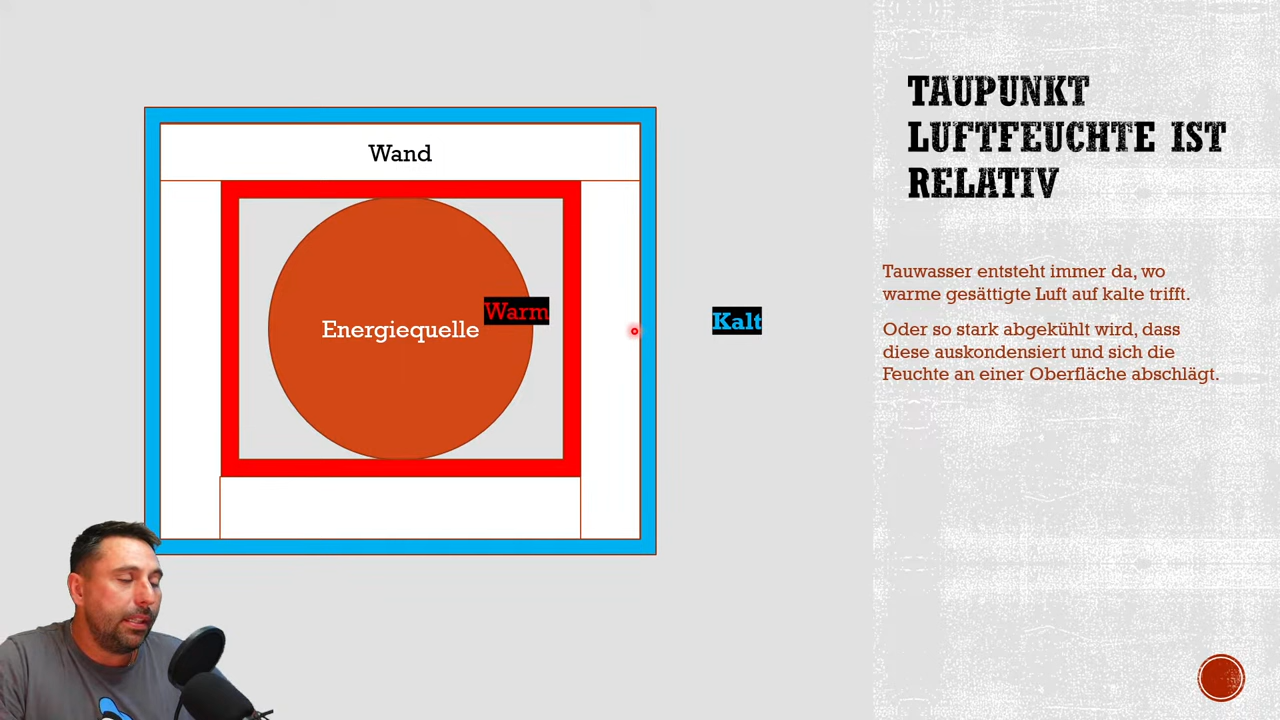 TAUPUNKT
LUFTFEUCHTE IST
RELATIV
Wand
Energiequelle
Warm
Kalt
Tauwasser entsteht immer da, wo
warme gesättigte Luft auf kalte trifft.
Oder so stark abgekühlt wird, dass
diese auskondensiert und sich die
Feuchte an einer Oberfläche abschlägt.